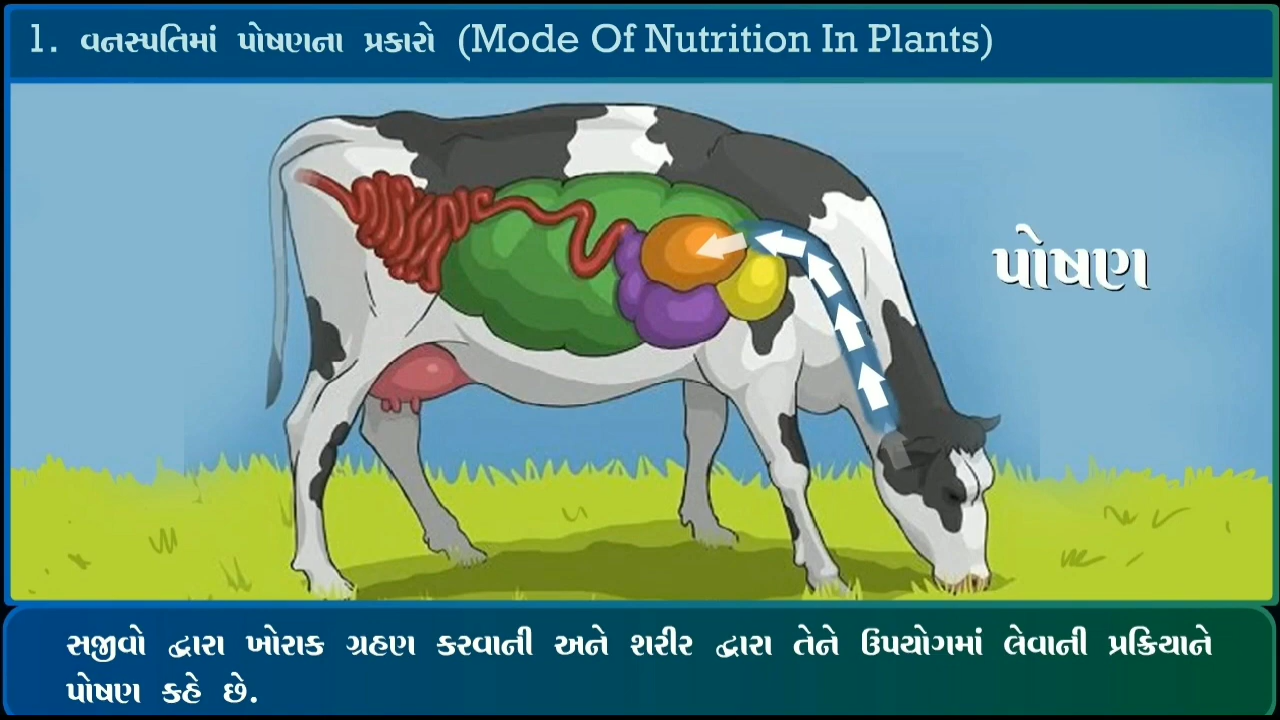 1. વનસ્પતિમાં પોષણના પ્રકારો (Mode Of Nutrition In Plants)
પોષણ
સજીવો દ્વારા ખોરાક ગ્રહણ કરવાની અને શરીર દ્વારા તેને ઉપયોગમાં લેવાની પ્રક્રિયાને
પોષણ કહે છે.